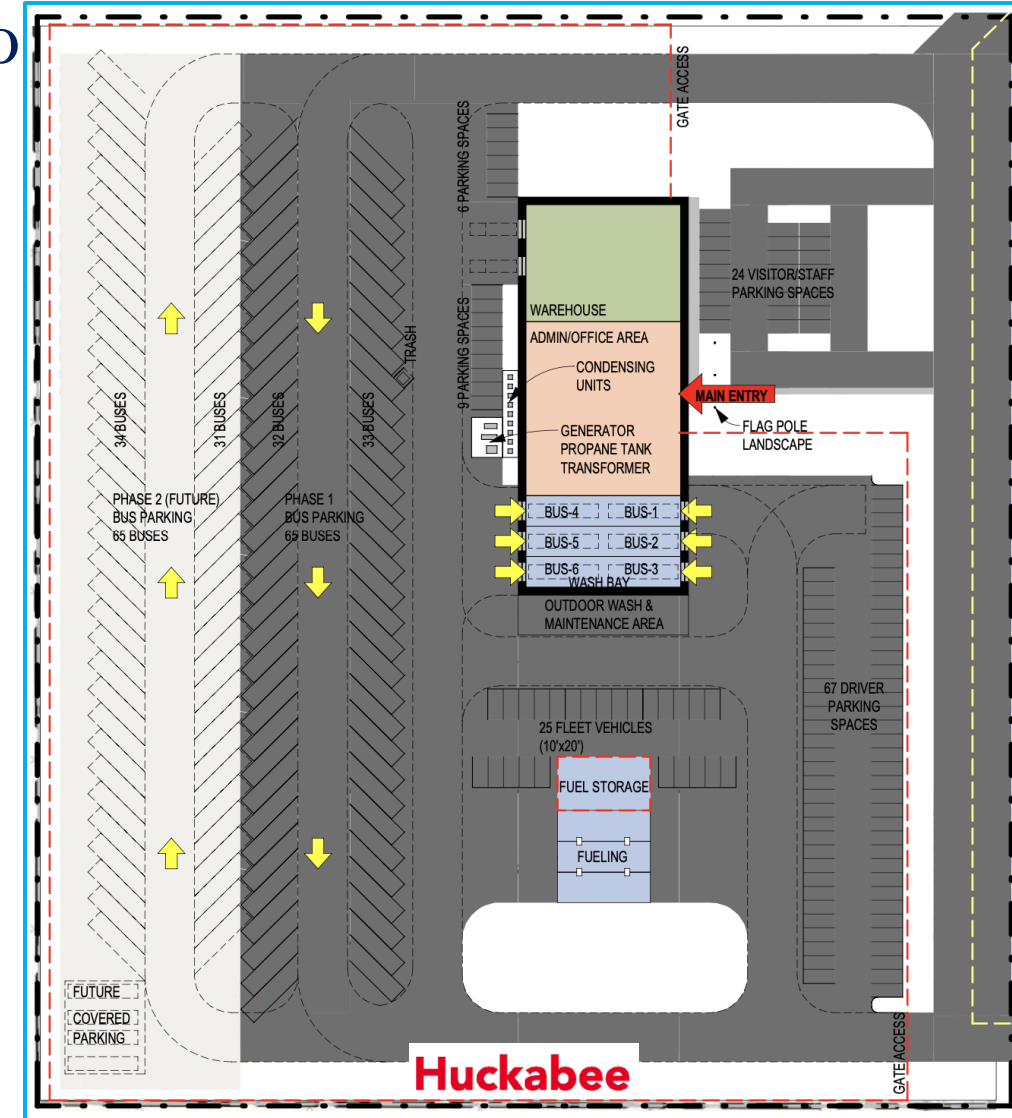 O
GATE ACCESS
6 PARKING SPACES
24 VISITOR/STAFF
PARKING SPACES
WAREHOUSE
ADMIN/OFFICE AREA
CONDENSING
UNITS
9 PARKING SPACES
TRASH
MAIN ENTRY
FLAG POLE
LANDSCAPE
GENERATOR
PROPANE TANK
TRANSFORMER
34 BUSES
31 BUSES
32 BUSES
33 BUSES
PHASE 2 (FUTURE)
BUS PARKING
65 BUSES
PHASE 1
BUS PARKING
65 BUSES
BUS-4
BUS-1
BUS-5
BUS-2
BUS-6
BUS-3
WASH BAY
OUTDOOR WASH &
MAINTENANCE AREA
67 DRIVER
PARKING
SPACES
25 FLEET VEHICLES
(10'x20')
FUEL STORAGE
FUELING
FUTURE
COVERED
PARKING
GATE ACCESS
Huckabee